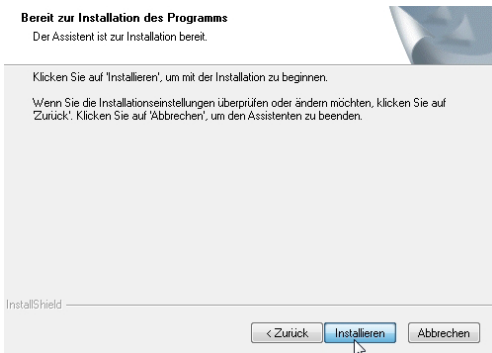 Bereit zur Installation des Programms
Der Assistent ist zur Installation bereit.
Klicken Sie auf 'Installieren', um mit der Installation zu beginnen.
Wenn Sie die Installationseinstellungen überprüfen oder ändern möchten, klicken Sie auf
'Zurück'. Klicken Sie auf 'Abbrechen', um den Assistenten zu beenden.
InstallShield
< Zurück Installieren Abbrechen